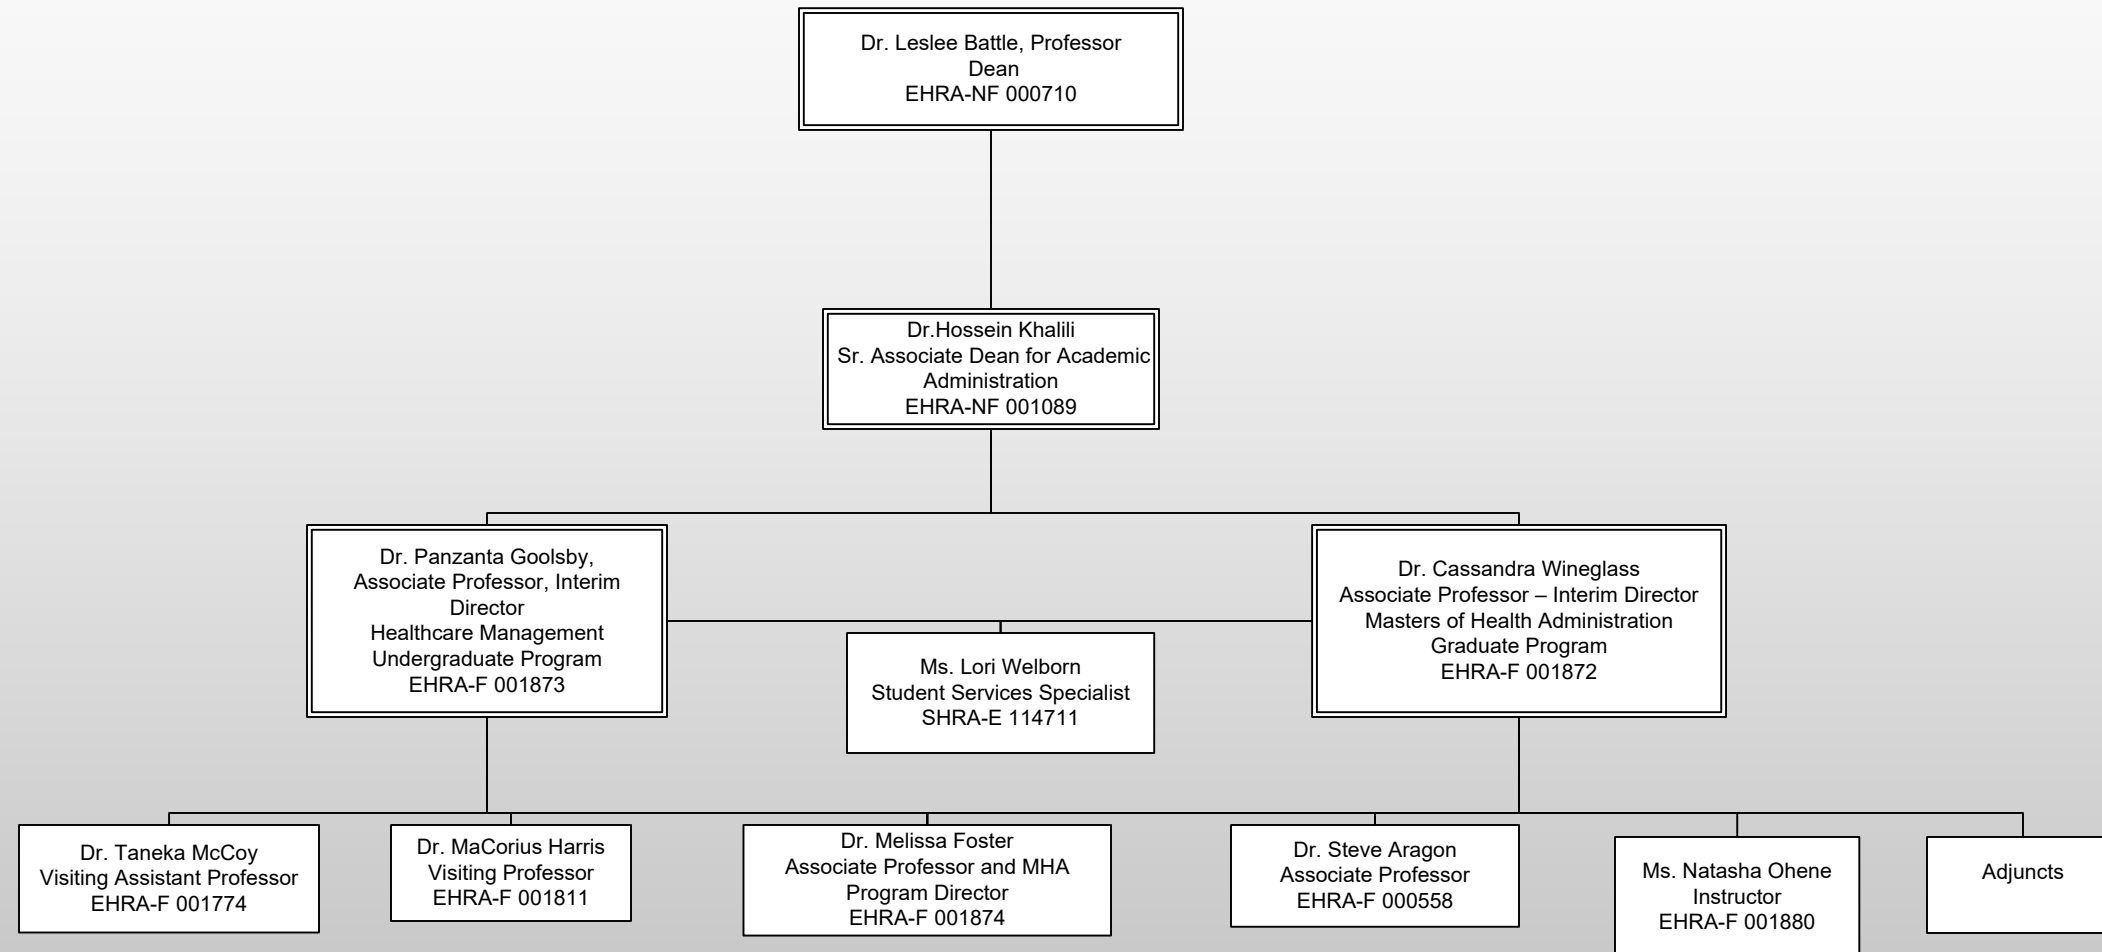 Dr. Leslee Battle, Professor
Dean
EHRA-NF 000710
Dr.Hossein Khalili
Sr. Associate Dean for Academic
Administration
EHRA-NF 001089
Dr. Panzanta Goolsby,
Associate Professor, Interim
Director
Healthcare Management
Undergraduate Program
EHRA-F 001873
Dr. Cassandra Wineglass
Associate Professor – Interim Director
Masters of Health Administration
Graduate Program
EHRA-F 001872
Ms. Lori Welborn
Student Services Specialist
SHRA-E 114711
Dr. Taneka McCoy
Visiting Assistant Professor
EHRA-F 001774
Dr. MaCorius Harris
Visiting Professor
EHRA-F 001811
Dr. Melissa Foster
Associate Professor and MHA
Program Director
EHRA-F 001874
Dr. Steve Aragon
Associate Professor
EHRA-F 000558
Ms. Natasha Ohene
Instructor
EHRA-F 001880
Adjuncts